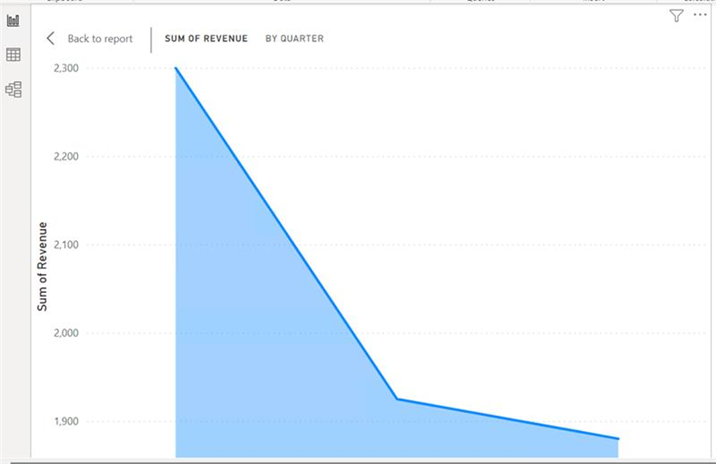 Back to report
SUM OF REVENUE
BY QUARTER
2,300
2,200
2,100
2,000
1,900
Sum of Revenue